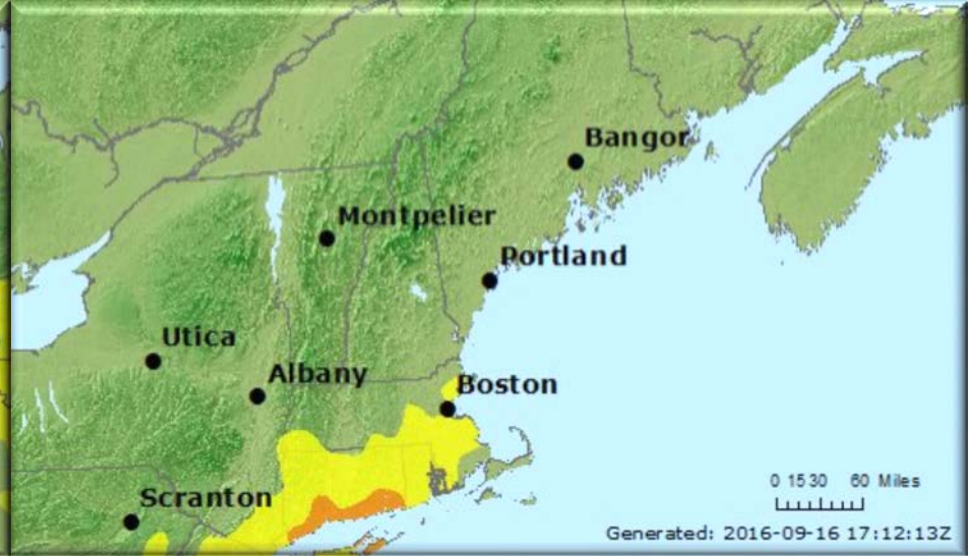 Bangor
Montpelier
Portland
Utica
Albany
Boston
Scranton
0 15 30 60 Miles
Generated: 2016-09-16 17:12:13Z